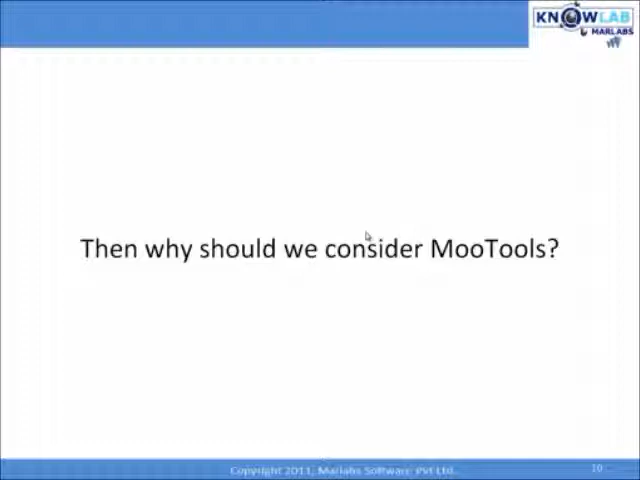 KNOWLAB
MARLABS
Then why should we consider MooTools?
Copyright 2011, Marlabs Software Pvt Ltd.
10